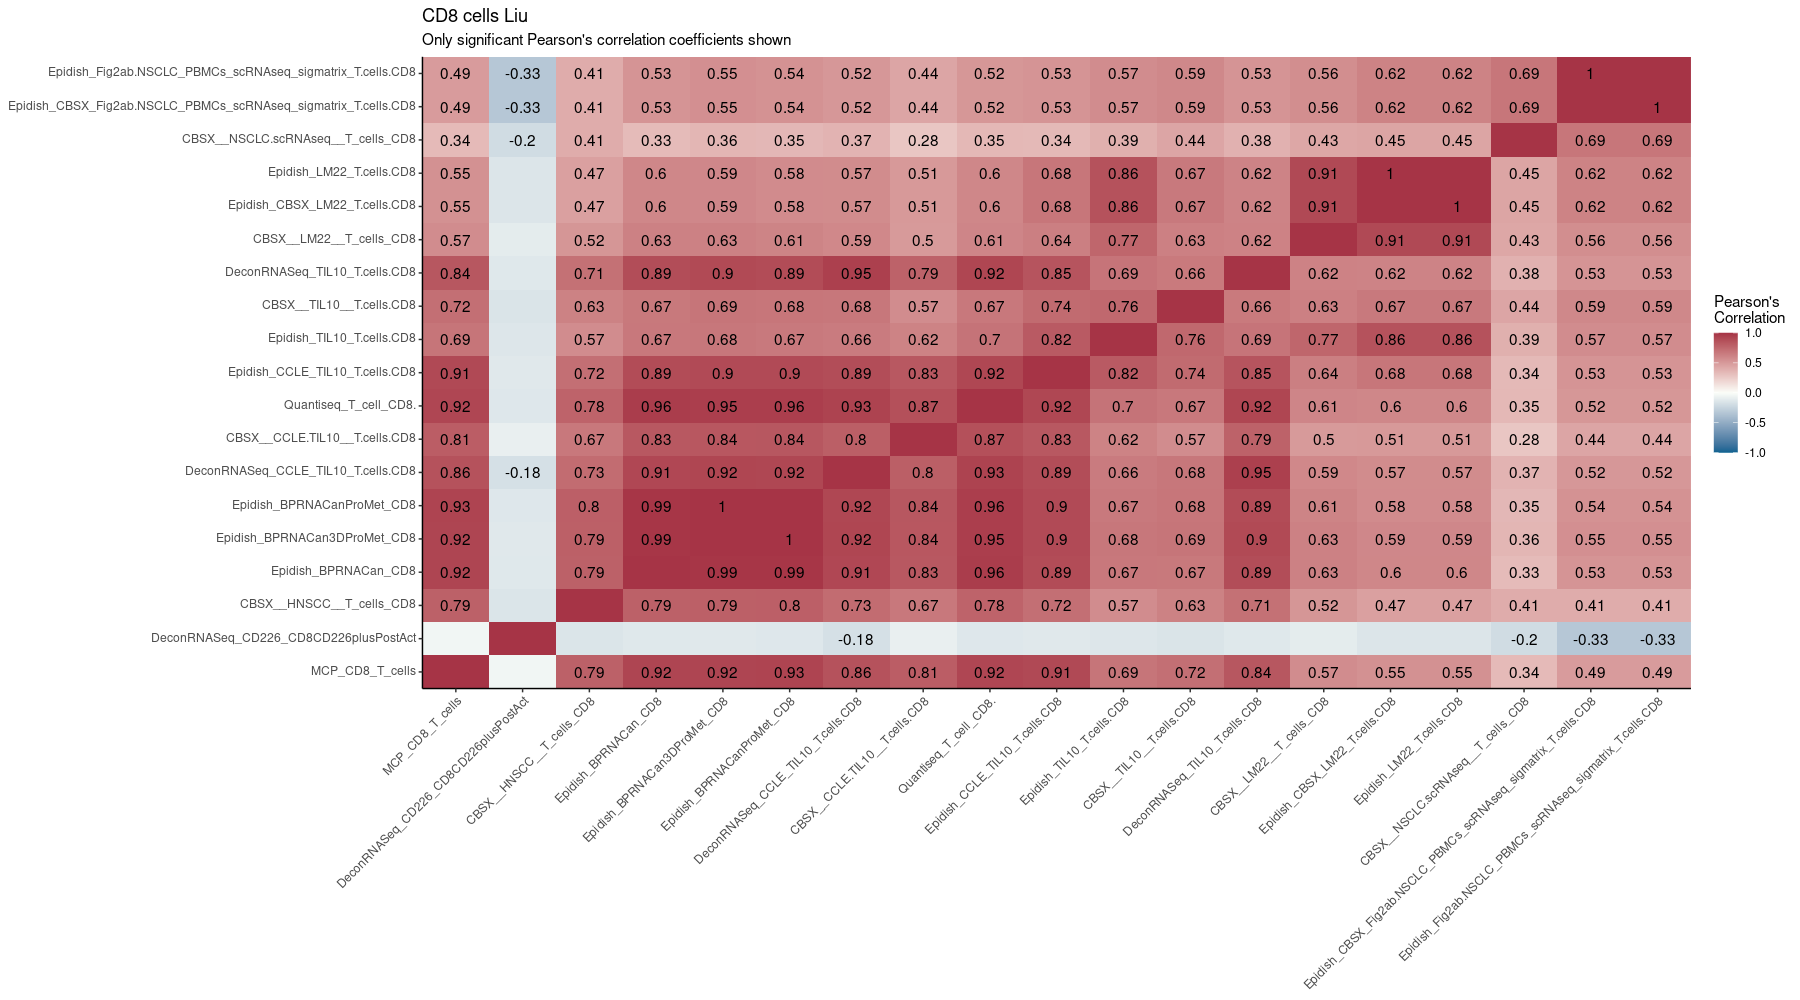 CD8 cells Liu
Only significant Pearson's correlation coefficients shown
Epidish_Fig2ab.NSCLC_PBMCs_scRNAseq_sigmatrix_T.cells.CD8 0.49 -0.33 0.41 0.53 0.55 0.54 0.52 0.44 0.52 0.53 0.57 0.59 0.53 0.56 0.62 0.62 0.69 1
Epidish_CBSX_Fig2ab.NSCLC_PBMCs_scRNAseq_sigmatrix_T.cells.CD8 0.49 -0.33 0.41 0.53 0.55 0.54 0.52 0.44 0.52 0.53 0.57 0.59 0.53 0.56 0.62 0.62 0.69 1
CBSX__NSCLC.scRNAseq__T_cells_CD8 0.34 -0.2 0.41 0.33 0.36 0.35 0.37 0.28 0.35 0.34 0.39 0.44 0.38 0.43 0.45 0.45 0.69 0.69
Epidish_LM22_T.cells.CD8 0.55 0.47 0.6 0.59 0.58 0.57 0.51 0.6 0.68 0.86 0.67 0.62 0.91 1 0.45 0.62 0.62
Epidish_CBSX_LM22_T.cells.CD8 0.55 0.47 0.6 0.59 0.58 0.57 0.51 0.6 0.68 0.86 0.67 0.62 0.91 1 0.45 0.62 0.62
CBSX__LM22__T_cells_CD8 0.57 0.52 0.63 0.63 0.61 0.59 0.5 0.61 0.64 0.77 0.63 0.62 0.91 0.91 0.43 0.56 0.56
DeconRNASeq_TIL10_T.cells.CD8 0.84 0.71 0.89 0.9 0.89 0.95 0.79 0.92 0.85 0.69 0.66 0.62 0.62 0.62 0.38 0.53 0.53
CBSX__TIL10__T.cells.CD8 0.72 0.63 0.67 0.69 0.68 0.68 0.57 0.67 0.74 0.76 0.66 0.63 0.67 0.67 0.44 0.59 0.59
Epidish_TIL10_T.cells.CD8 0.69 0.57 0.67 0.68 0.67 0.66 0.62 0.7 0.82 0.76 0.69 0.77 0.86 0.86 0.39 0.57 0.57
Epidish_CCLE_TIL10_T.cells.CD8 0.91 0.72 0.89 0.9 0.9 0.89 0.83 0.92 0.82 0.74 0.85 0.64 0.68 0.68 0.34 0.53 0.53
Quantiseq_T_cell_CD8. 0.92 0.78 0.96 0.95 0.96 0.93 0.87 0.92 0.7 0.67 0.92 0.61 0.6 0.6 0.35 0.52 0.52
CBSX__CCLE.TIL10__T.cells.CD8 0.81 0.67 0.83 0.84 0.84 0.8 0.87 0.83 0.62 0.57 0.79 0.5 0.51 0.51 0.28 0.44 0.44
DeconRNASeq_CCLE_TIL10_T.cells.CD8 0.86 -0.18 0.73 0.91 0.92 0.92 0.8 0.93 0.89 0.66 0.68 0.95 0.59 0.57 0.57 0.37 0.52 0.52
Epidish_BPRNACanProMet_CD8 0.93 0.8 0.99 1 0.92 0.84 0.96 0.9 0.67 0.68 0.89 0.61 0.58 0.58 0.35 0.54 0.54
Epidish_BPRNACan3DProMet_CD8 0.92 0.79 0.99 1 0.92 0.84 0.95 0.9 0.68 0.69 0.9 0.63 0.59 0.59 0.36 0.55 0.55
Epidish_BPRNACan_CD8 0.92 0.79 0.99 0.99 0.91 0.83 0.96 0.89 0.67 0.67 0.89 0.63 0.6 0.6 0.33 0.53 0.53
CBSX__HNSCC__T_cells_CD8 0.79 0.79 0.79 0.8 0.73 0.67 0.78 0.72 0.57 0.63 0.71 0.52 0.47 0.47 0.41 0.41 0.41
DeconRNASeq_CD226_CD8CD226plusPostAct -0.18 -0.2 -0.33 -0.33
MCP_CD8_T_cells 0.79 0.92 0.92 0.93 0.86 0.81 0.92 0.91 0.69 0.72 0.84 0.57 0.55 0.55 0.34 0.49 0.49
MCP_CD8_T_cells
DeconRNASeq_CD226_CD8CD226plusPostAct
CBSX__HNSCC__T_cells_CD8
Epidish_BPRNACan_CD8
Epidish_BPRNACan3DProMet_CD8
Epidish_BPRNACanProMet_CD8
DeconRNASeq_CCLE_TIL10_T.cells.CD8
CBSX__CCLE.TIL10__T.cells.CD8
Quantiseq_T_cell_CD8.
Epidish_CCLE_TIL10_T.cells.CD8
Epidish_TIL10_T.cells.CD8
CBSX__TIL10__T.cells.CD8
DeconRNASeq_TIL10_T.cells.CD8
CBSX__LM22__T_cells_CD8
Epidish_CBSX_LM22_T.cells.CD8
Epidish_LM22_T.cells.CD8
CBSX__NSCLC.scRNAseq__T_cells_CD8
Epidish_CBSX_Fig2ab.NSCLC_PBMCs_scRNAseq_sigmatrix_T.cells.CD8
Epidish_Fig2ab.NSCLC_PBMCs_scRNAseq_sigmatrix_T.cells.CD8
Pearson's
Correlation
1.0
0.5
0.0
-0.5
-1.0